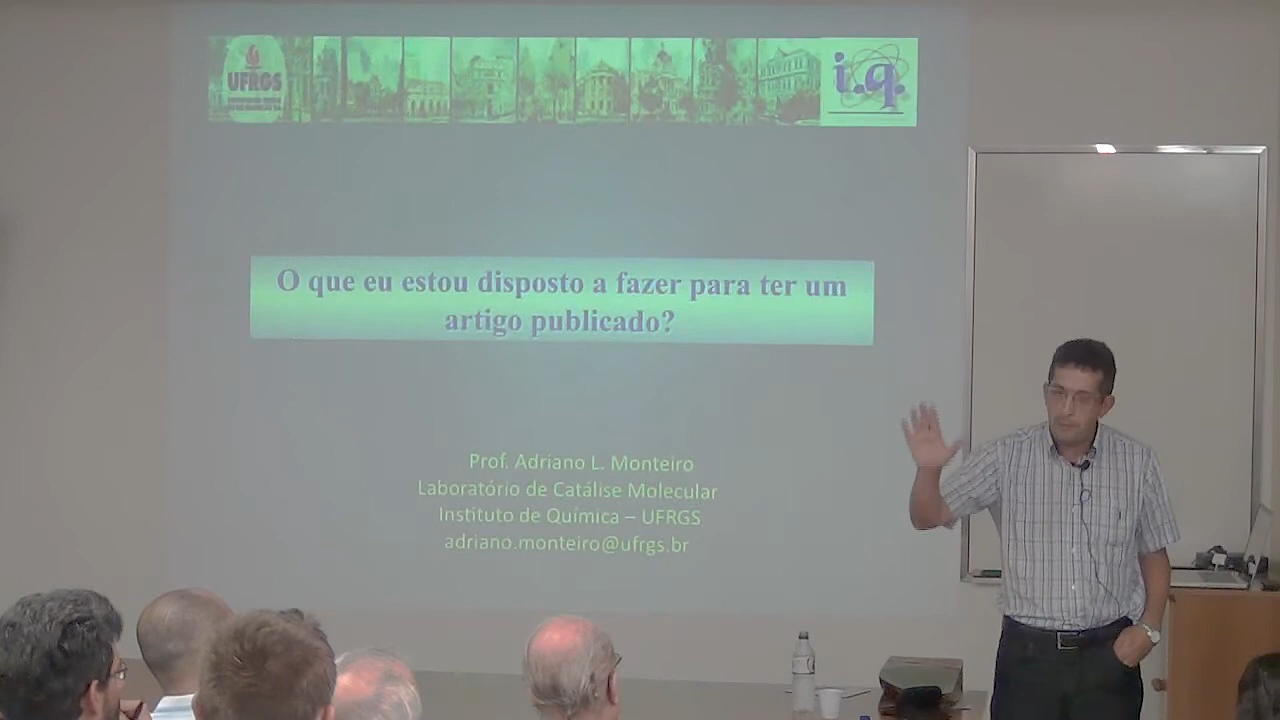 UFRGS
i.q.
O que eu estou disposto a fazer para ter um
artigo publicado?
Prof. Adriano L. Monteiro
Laboratório de Catálise Molecular
Instituto de Química – UFRGS
adriano.monteiro@ufrgs.br